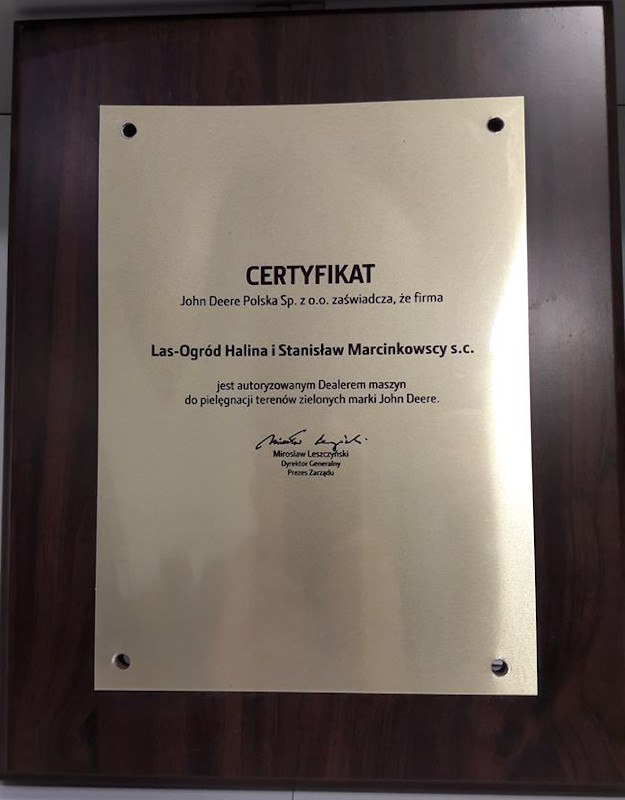 CERTYFIKAT
John Deere Polska Sp. z o.o. zaświadcza, że firma
Las-Ogród Halina i Stanisław Marcinkowscy s.c.
jest autoryzowanym Dealerem maszyn
do pielęgnacji terenów zielonych marki John Deere.
Mirosław Leszczyński
Dyrektor Generalny
Prezes Zarządu